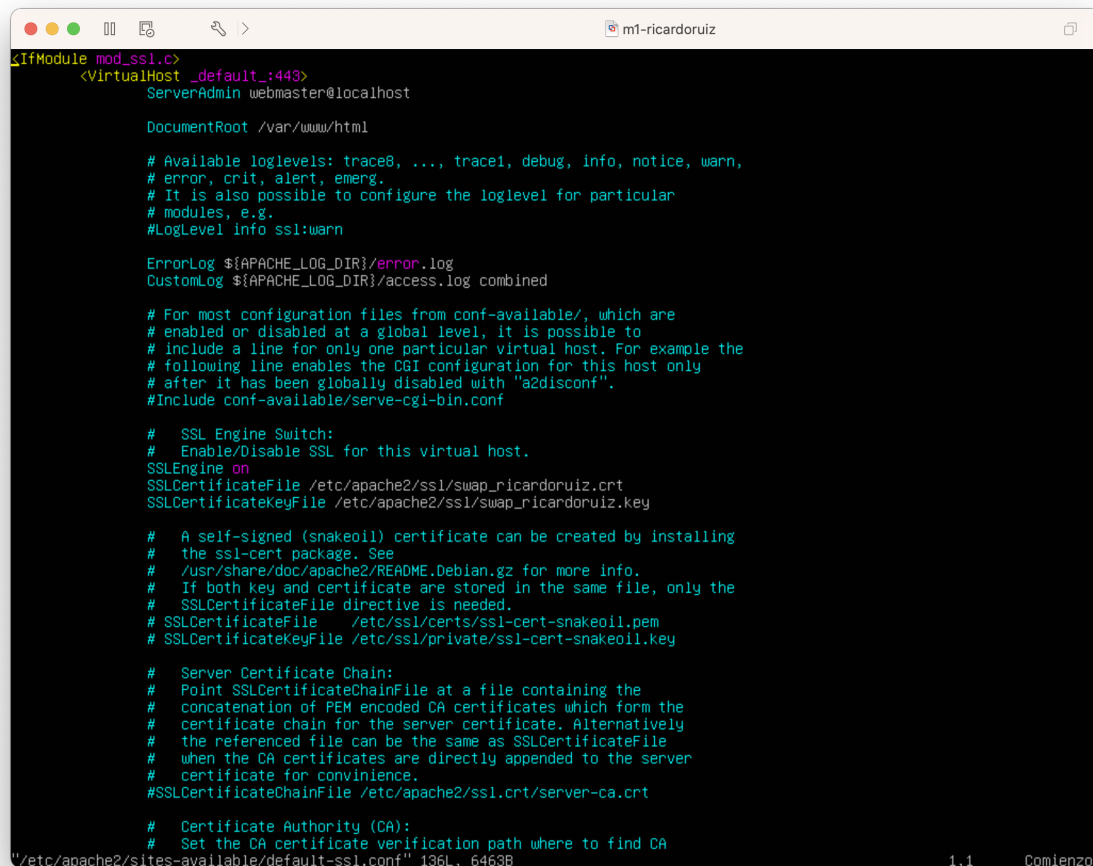 m1-ricardoruiz
<IfModule mod_ssl.c>
<VirtualHost _default_:443>
ServerAdmin webmaster@localhost
DocumentRoot /var/www/html
# Available loglevels: trace8, ..., trace1, debug, info, notice, warn,
# error, crit, alert, emerg.
# It is also possible to configure the loglevel for particular
# modules, e.g.
#LogLevel info ssl:warn
ErrorLog ${APACHE_LOG_DIR}/error.log
CustomLog ${APACHE_LOG_DIR}/access.log combined
# For most configuration files from conf-available/, which are
# enabled or disabled at a global level, it is possible to
# include a line for only one particular virtual host. For example the
# following line enables the CGI configuration for this host only
# after it has been globally disabled with "a2disconf".
#Include conf-available/serve-cgi-bin.conf
#   SSL Engine Switch:
#   Enable/Disable SSL for this virtual host.
SSLEngine on
SSLCertificateFile /etc/apache2/ssl/swap_ricardoruiz.crt
SSLCertificateKeyFile /etc/apache2/ssl/swap_ricardoruiz.key
#   A self-signed (snakeoil) certificate can be created by installing
#   the ssl-cert package. See
#   /usr/share/doc/apache2/README.Debian.gz for more info.
#   If both key and certificate are stored in the same file, only the
#   SSLCertificateFile directive is needed.
# SSLCertificateFile    /etc/ssl/certs/ssl-cert-snakeoil.pem
# SSLCertificateKeyFile /etc/ssl/private/ssl-cert-snakeoil.key
#   Server Certificate Chain:
#   Point SSLCertificateChainFile at a file containing the
#   concatenation of PEM encoded CA certificates which form the
#   certificate chain for the server certificate. Alternatively
#   the referenced file can be the same as SSLCertificateFile
#   when the CA certificates are directly appended to the server
#   certificate for convinience.
#SSLCertificateChainFile /etc/apache2/ssl.crt/server-ca.crt
#   Certificate Authority (CA):
#   Set the CA certificate verification path where to find CA
"/etc/apache2/sites-available/default-ssl.conf" 136L, 6463B 1,1 Comienzo